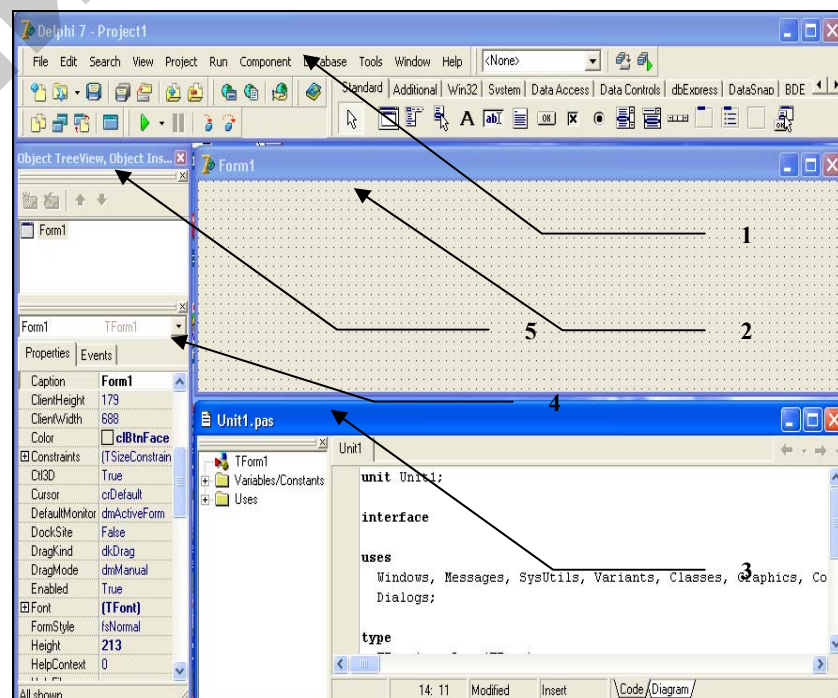 Delphi 7 - Project1
File Edit Search View Project Run Component Database Tools Window Help <None>
Standard Additional Win32 System Data Access Data Controls dbExpress DataSnap BDE
Object TreeView, Object Ins...
Form1
Form1
1
5
2
Form1 TForm1
Properties Events
4
Caption Form1
ClientHeight 179
ClientWidth 688
Color clBtnFace
Constraints (TSizeConstrain
Ctl3D True
Cursor crDefault
DefaultMonitor dmActiveForm
DockSite False
DragKind dkDrag
DragMode dmManual
Enabled True
Font (TFont)
FormStyle fsNormal
Height 213
HelpContext 0
All shown
Unit1.pas
TForm1
Variables/Constants
Uses
Unit1
unit Unit1;
interface
uses
3
Windows, Messages, SysUtils, Variants, Classes, Graphics, Co
Dialogs;
type
14: 11 Modified Insert Code Diagram